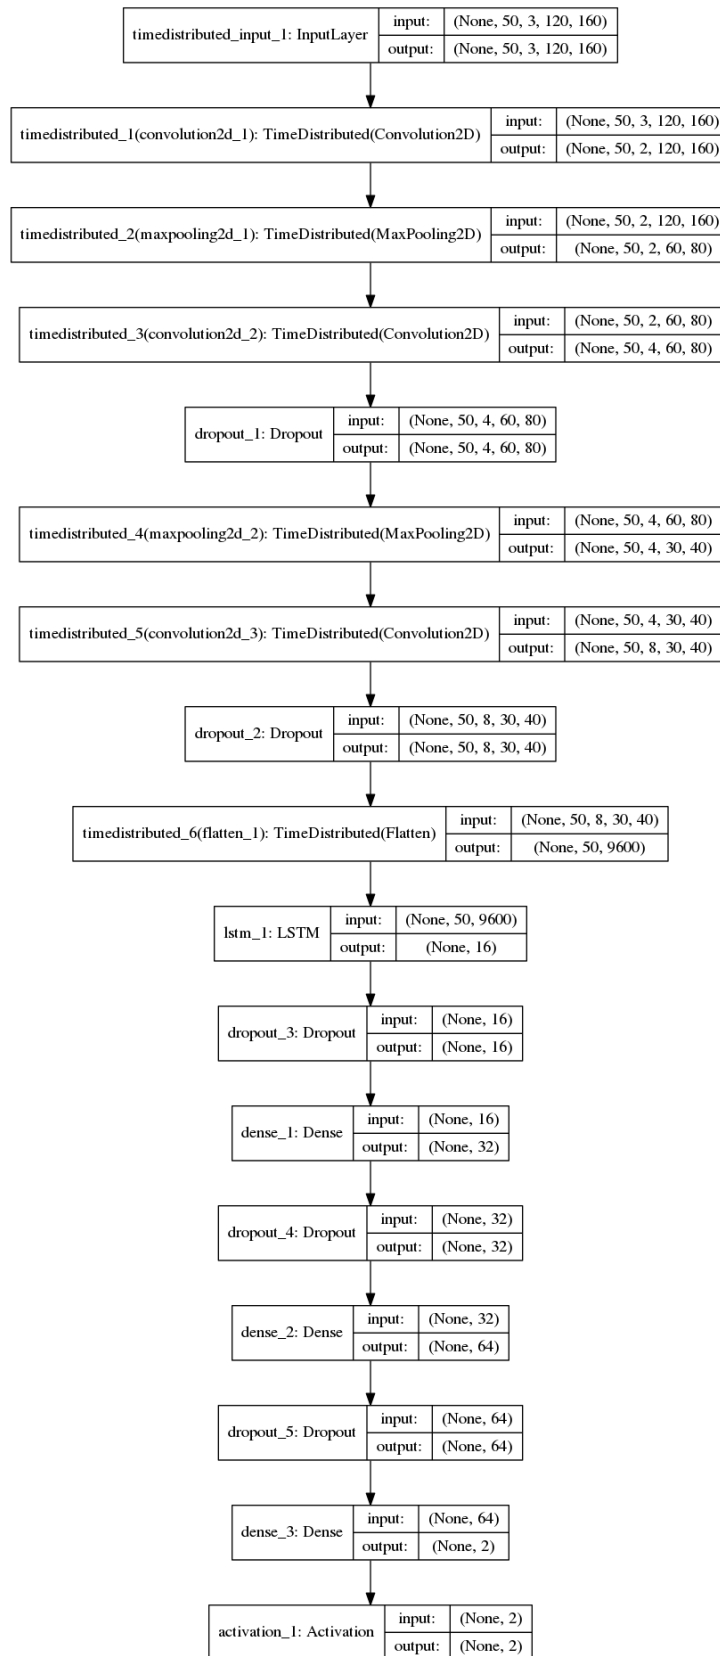 timedistributed_input_1: InputLayer
input: (None, 50, 3, 120, 160)
output: (None, 50, 3, 120, 160)
timedistributed_1(convolution2d_1): TimeDistributed(Convolution2D)
input: (None, 50, 3, 120, 160)
output: (None, 50, 2, 120, 160)
timedistributed_2(maxpooling2d_1): TimeDistributed(MaxPooling2D)
input: (None, 50, 2, 120, 160)
output: (None, 50, 2, 60, 80)
timedistributed_3(convolution2d_2): TimeDistributed(Convolution2D)
input: (None, 50, 2, 60, 80)
output: (None, 50, 4, 60, 80)
dropout_1: Dropout
input: (None, 50, 4, 60, 80)
output: (None, 50, 4, 60, 80)
timedistributed_4(maxpooling2d_2): TimeDistributed(MaxPooling2D)
input: (None, 50, 4, 60, 80)
output: (None, 50, 4, 30, 40)
timedistributed_5(convolution2d_3): TimeDistributed(Convolution2D)
input: (None, 50, 4, 30, 40)
output: (None, 50, 8, 30, 40)
dropout_2: Dropout
input: (None, 50, 8, 30, 40)
output: (None, 50, 8, 30, 40)
timedistributed_6(flatten_1): TimeDistributed(Flatten)
input: (None, 50, 8, 30, 40)
output: (None, 50, 9600)
lstm_1: LSTM
input: (None, 50, 9600)
output: (None, 16)
dropout_3: Dropout
input: (None, 16)
output: (None, 16)
dense_1: Dense
input: (None, 16)
output: (None, 32)
dropout_4: Dropout
input: (None, 32)
output: (None, 32)
dense_2: Dense
input: (None, 32)
output: (None, 64)
dropout_5: Dropout
input: (None, 64)
output: (None, 64)
dense_3: Dense
input: (None, 64)
output: (None, 2)
activation_1: Activation
input: (None, 2)
output: (None, 2)